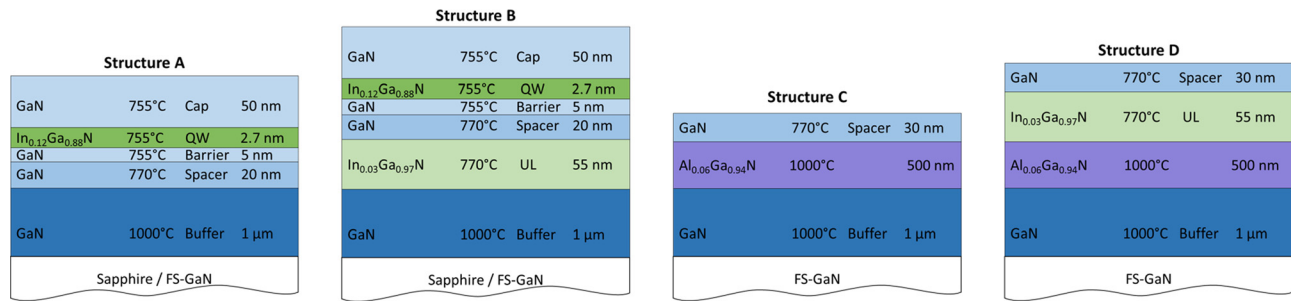 Structure A
GaN 755°C Cap 50 nm
In0.12Ga0.88N 755°C QW 2.7 nm
GaN 755°C Barrier 5 nm
GaN 770°C Spacer 20 nm
GaN 1000°C Buffer 1 µm
Sapphire / FS-GaN
Structure B
GaN 755°C Cap 50 nm
In0.12Ga0.88N 755°C QW 2.7 nm
GaN 755°C Barrier 5 nm
GaN 770°C Spacer 20 nm
In0.03Ga0.97N 770°C UL 55 nm
GaN 1000°C Buffer 1 µm
Sapphire / FS-GaN
Structure C
GaN 770°C Spacer 30 nm
Al0.06Ga0.94N 1000°C 500 nm
GaN 1000°C Buffer 1 µm
FS-GaN
Structure D
GaN 770°C Spacer 30 nm
In0.03Ga0.97N 770°C UL 55 nm
Al0.06Ga0.94N 1000°C 500 nm
GaN 1000°C Buffer 1 µm
FS-GaN